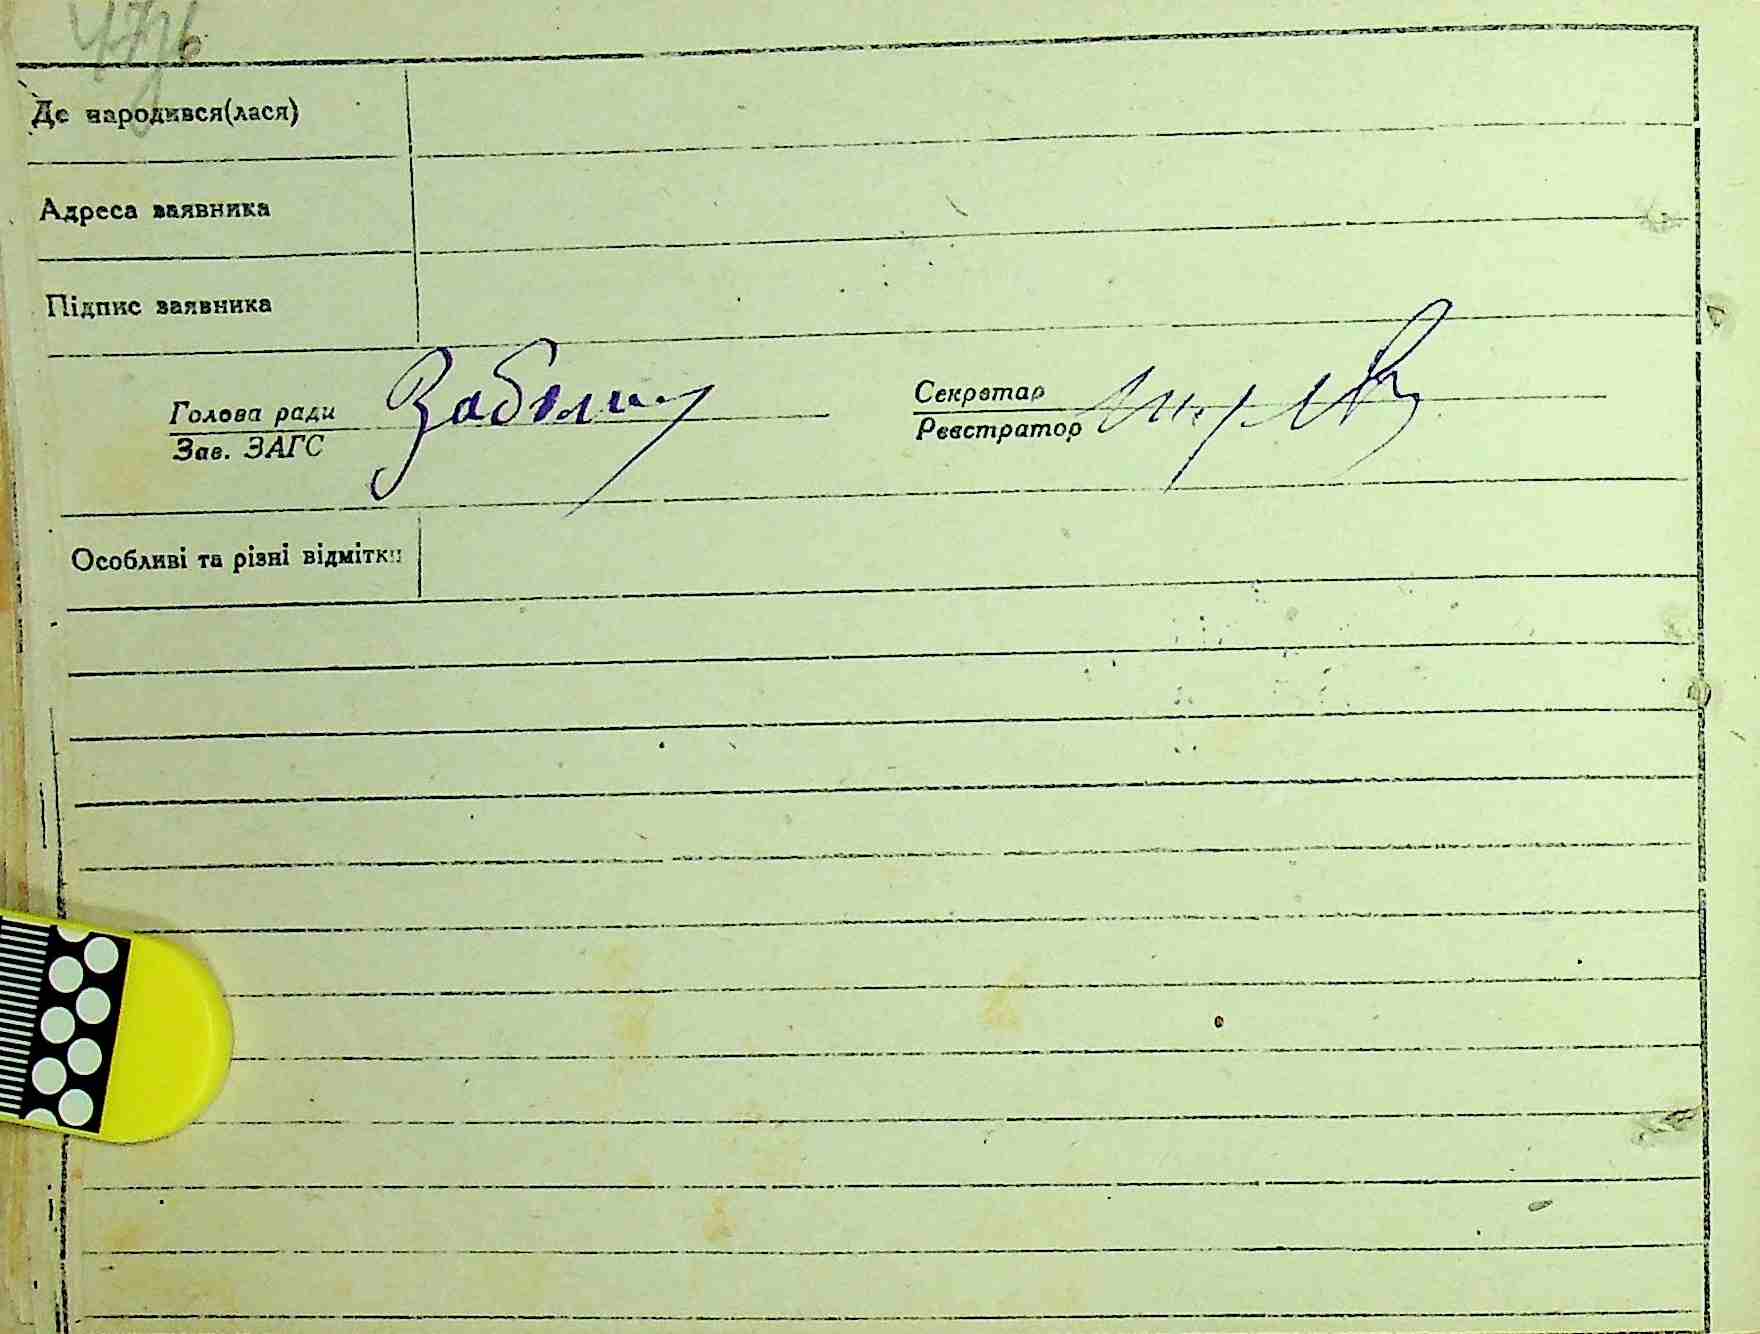 Де народився(лася)
Адреса заявника
Підпис заявника
Голова ради
Зав. ЗАГС
Секретар
Реєстратор
Особливі та різні відмітки